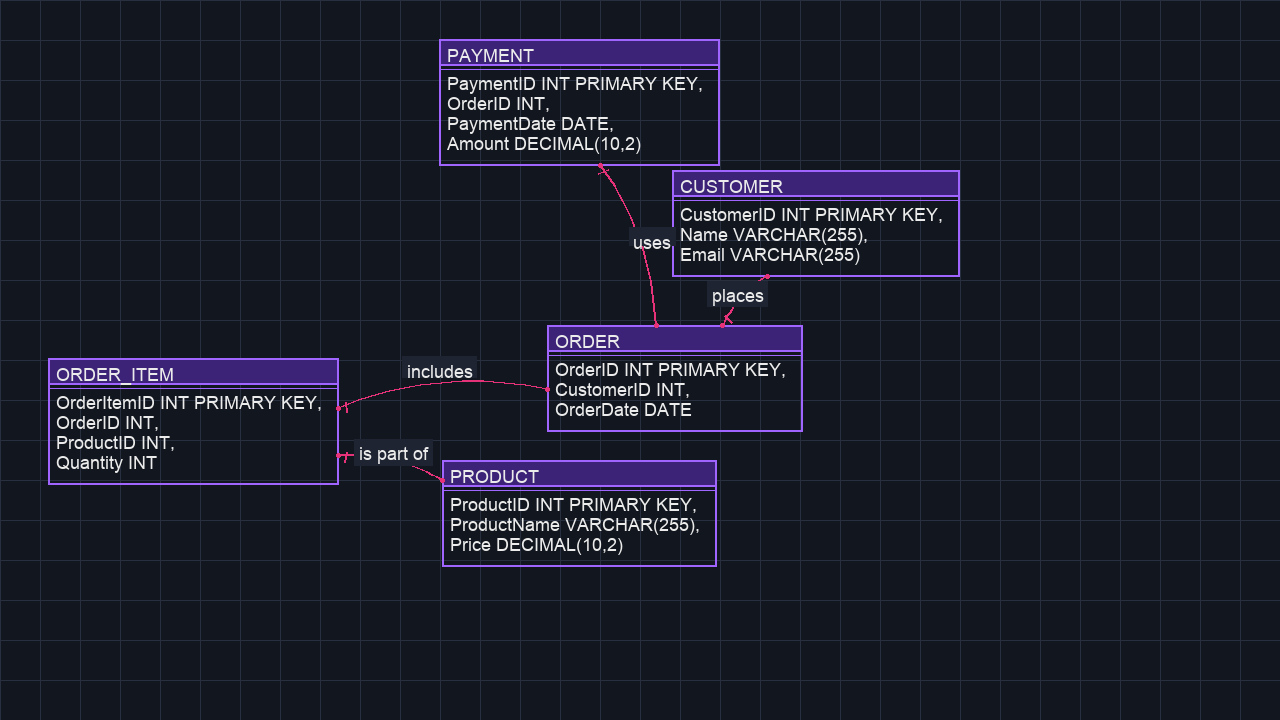 PAYMENT
PaymentID INT PRIMARY KEY,
OrderID INT,
PaymentDate DATE,
Amount DECIMAL(10,2)
CUSTOMER
CustomerID INT PRIMARY KEY,
Name VARCHAR(255),
Email VARCHAR(255)
uses
places
ORDER
OrderID INT PRIMARY KEY,
CustomerID INT,
OrderDate DATE
includes
ORDER_ITEM
OrderItemID INT PRIMARY KEY,
OrderID INT,
ProductID INT,
Quantity INT
is part of
PRODUCT
ProductID INT PRIMARY KEY,
ProductName VARCHAR(255),
Price DECIMAL(10,2)